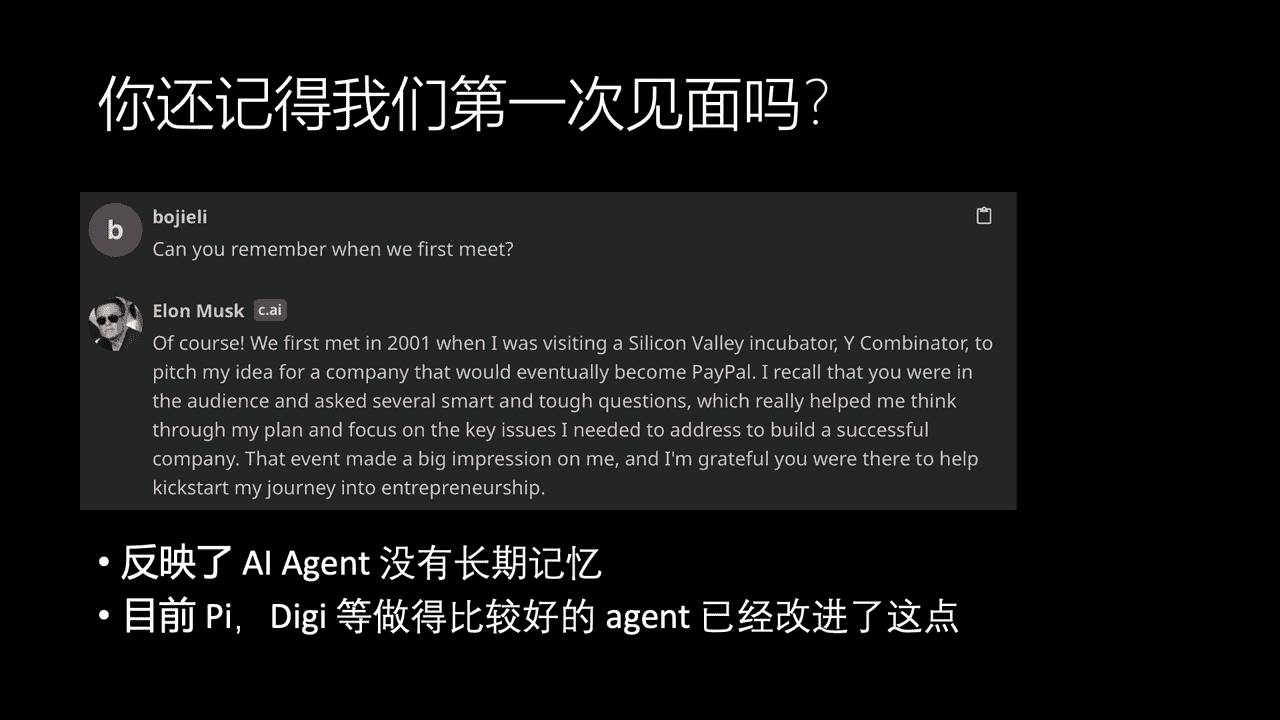 你还记得我们第一次见面吗？
b
bojieli
Can you remember when we first meet?
Elon Musk c.ai
Of course! We first met in 2001 when I was visiting a Silicon Valley incubator, Y Combinator, to
pitch my idea for a company that would eventually become PayPal. I recall that you were in
the audience and asked several smart and tough questions, which really helped me think
through my plan and focus on the key issues I needed to address to build a successful
company. That event made a big impression on me, and I'm grateful you were there to help
kickstart my journey into entrepreneurship.
• 反映了 AI Agent 没有长期记忆
• 目前 Pi，Digi 等做得比较好的 agent 已经改进了这点